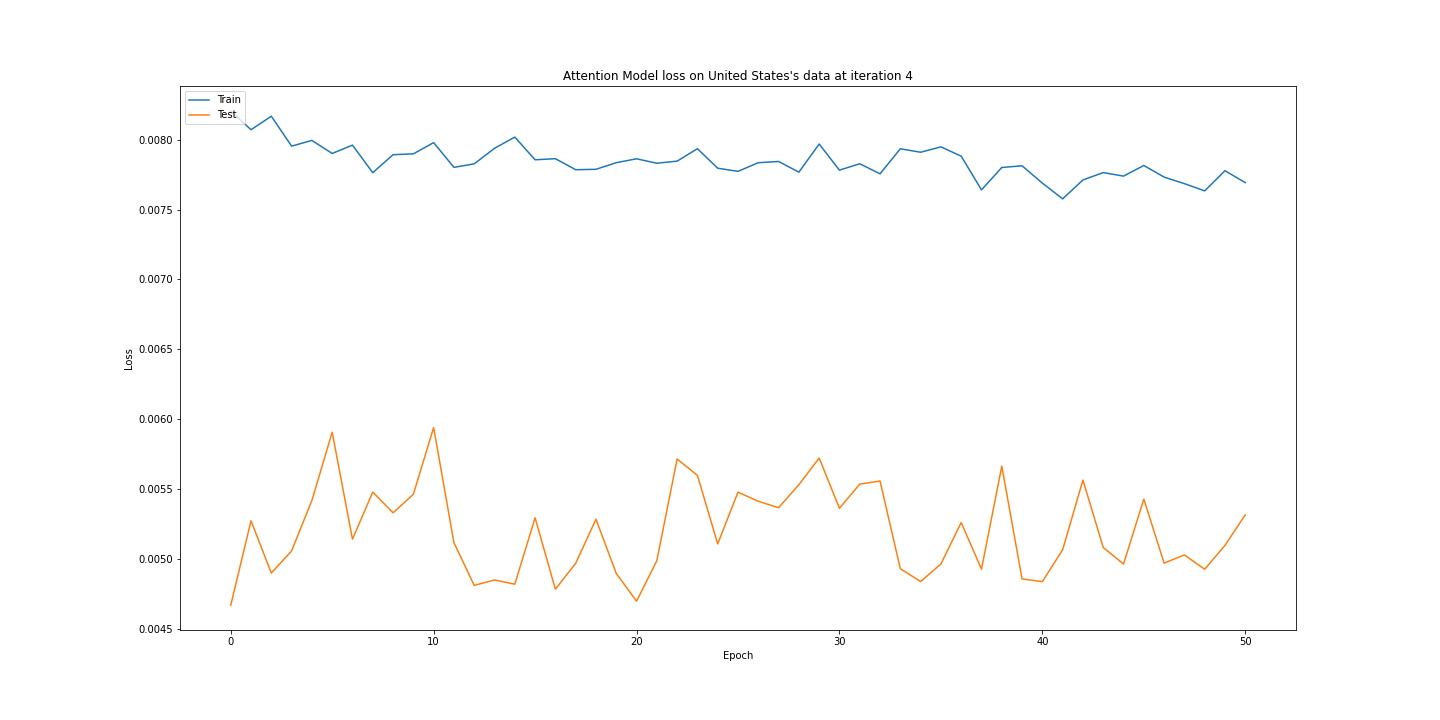 Attention Model loss on United States's data at iteration 4
Train
Test
0.0080
0.0075
0.0070
0.0065
0.0060
0.0055
0.0050
0.0045
Loss
0 10 20 30 40 50
Epoch